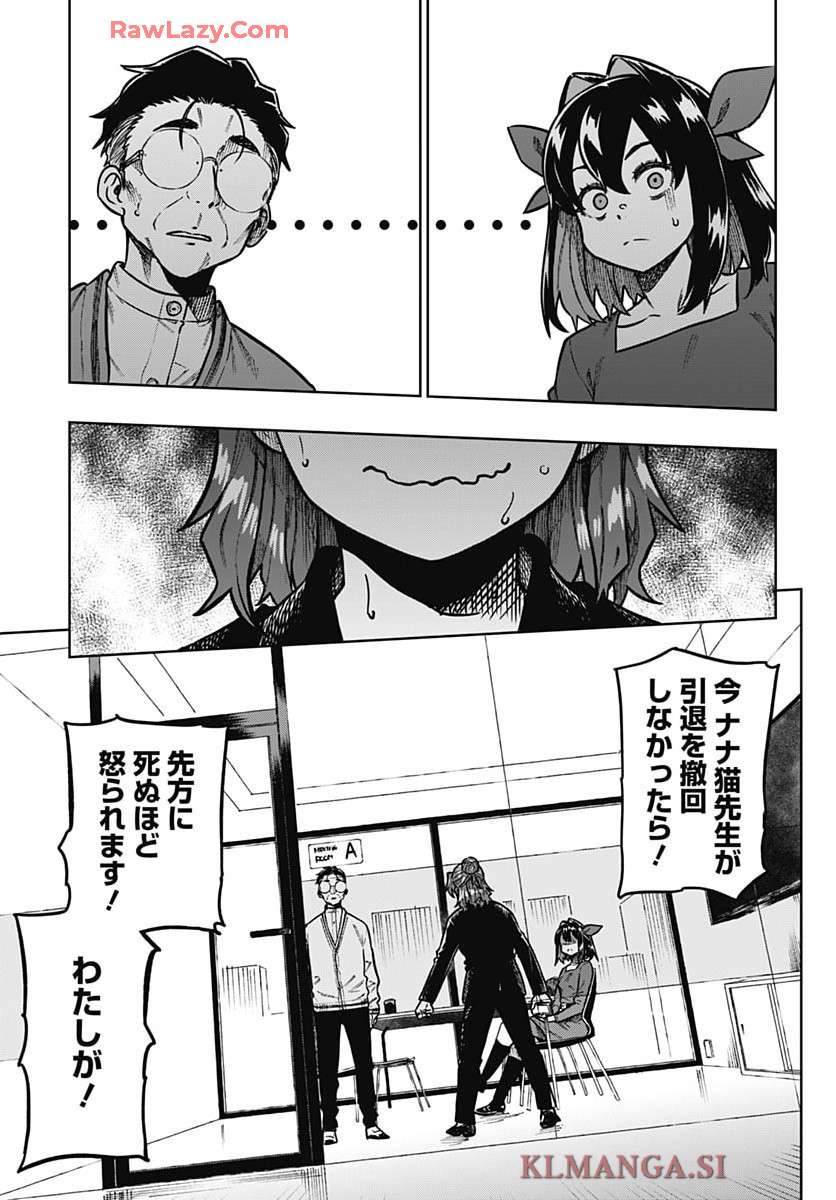 RawLazy.Com
今ナナ猫先生が
引退を撤回
しなかったら！
先方に
死ぬほど
怒られます！
わたしが！
MEETING
ROOM A
KLMANGA.SI